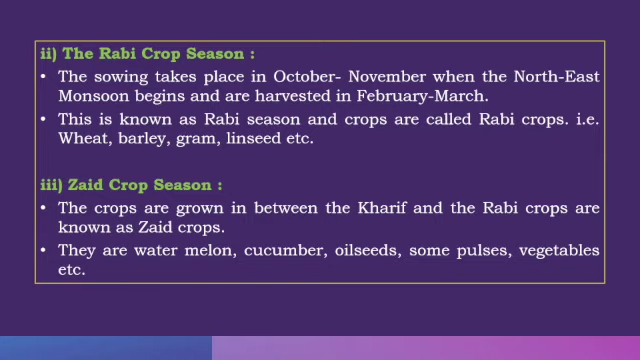 ii) The Rabi Crop Season :
• The sowing takes place in October- November when the North-East
Monsoon begins and are harvested in February-March.
• This is known as Rabi season and crops are called Rabi crops. i.e.
Wheat, barley, gram, linseed etc.
iii) Zaid Crop Season :
• The crops are grown in between the Kharif and the Rabi crops are
known as Zaid crops.
• They are water melon, cucumber, oilseeds, some pulses, vegetables
etc.